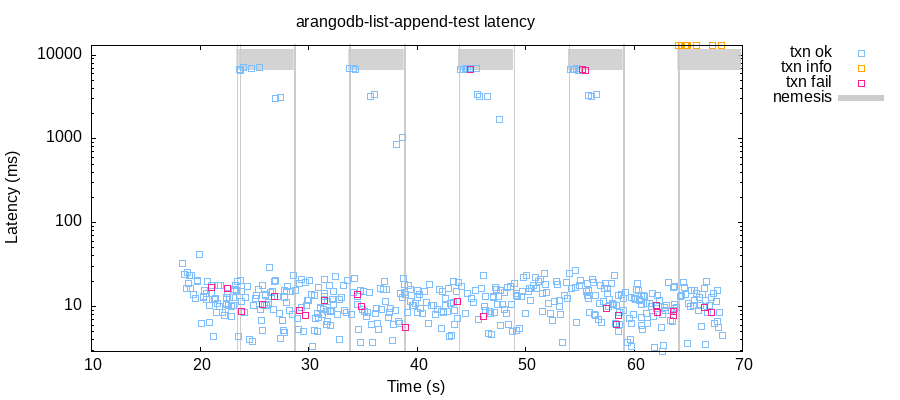 arangodb-list-append-test latency
10000
1000
100
10
Latency (ms)
10 20 30 40 50 60 70
Time (s)
txn ok
txn info
txn fail
nemesis